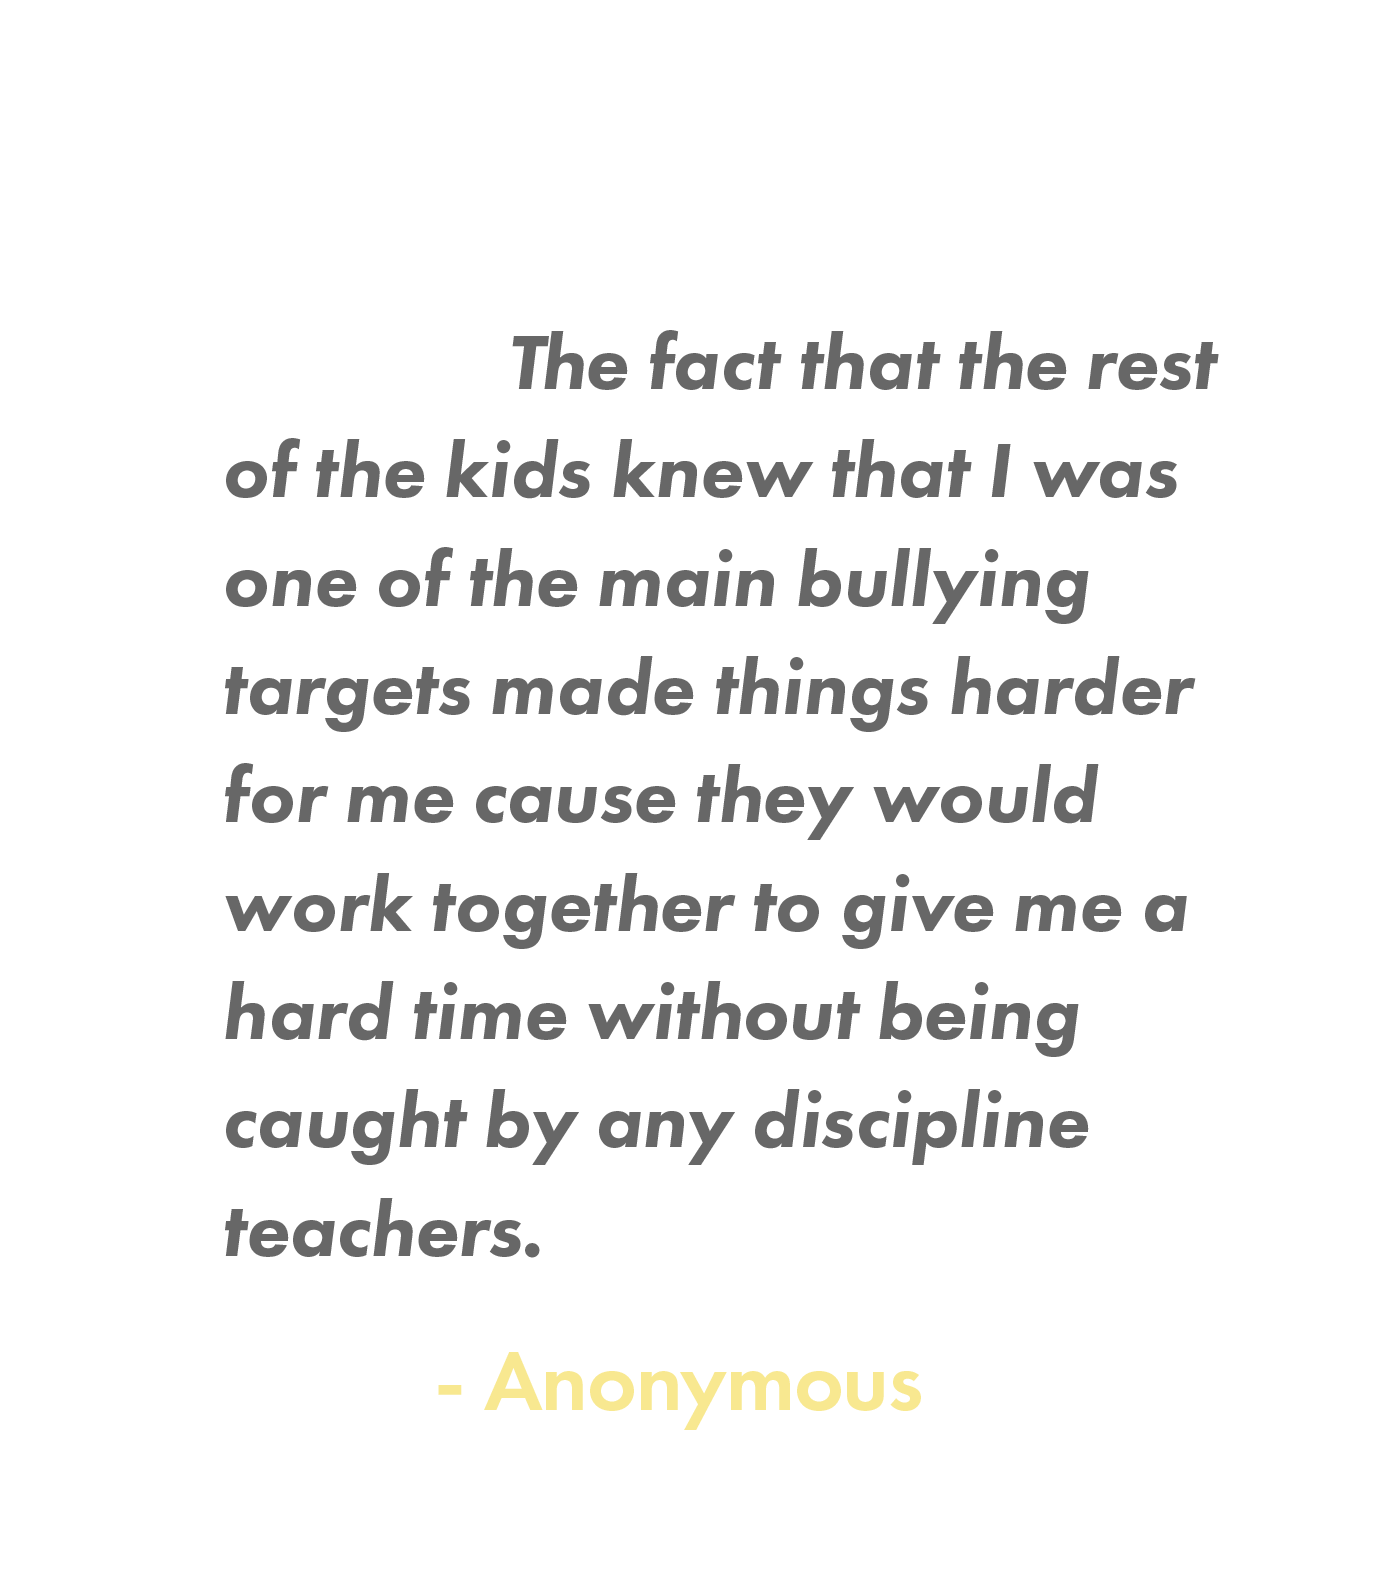 The fact that the rest
of the kids knew that I was
one of the main bullying
targets made things harder
for me cause they would
work together to give me a
hard time without being
caught by any discipline
teachers.
- Anonymous